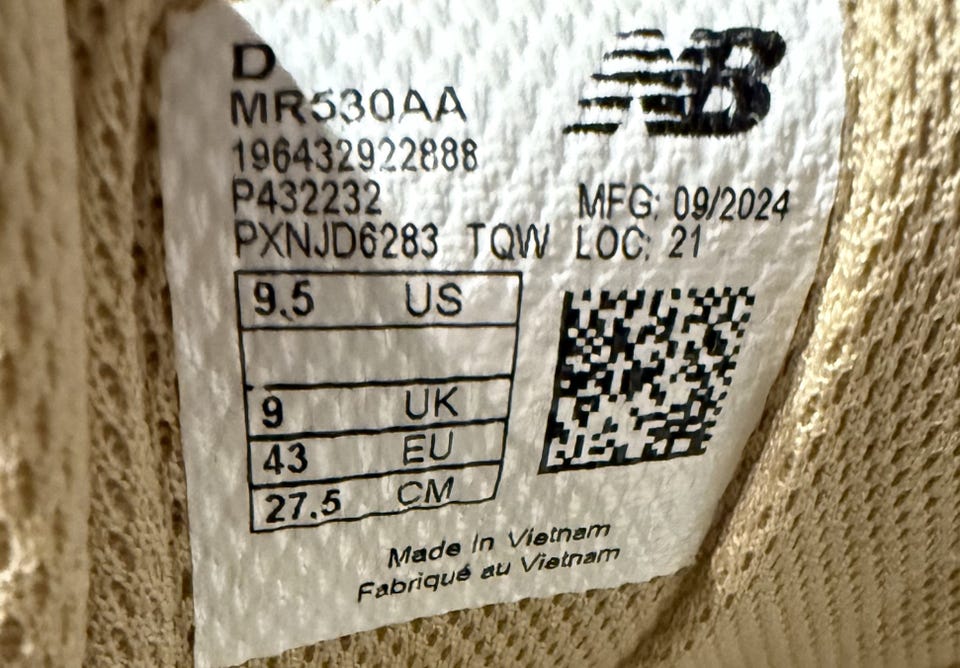 D
NB
MR530AA
196432922888
P432232 MFG: 09/2024
PXNJD6283 TQW LOC: 21
9.5 US
9 UK
43 EU
27.5 CM
Made In Vietnam
Fabriqué au Vietnam